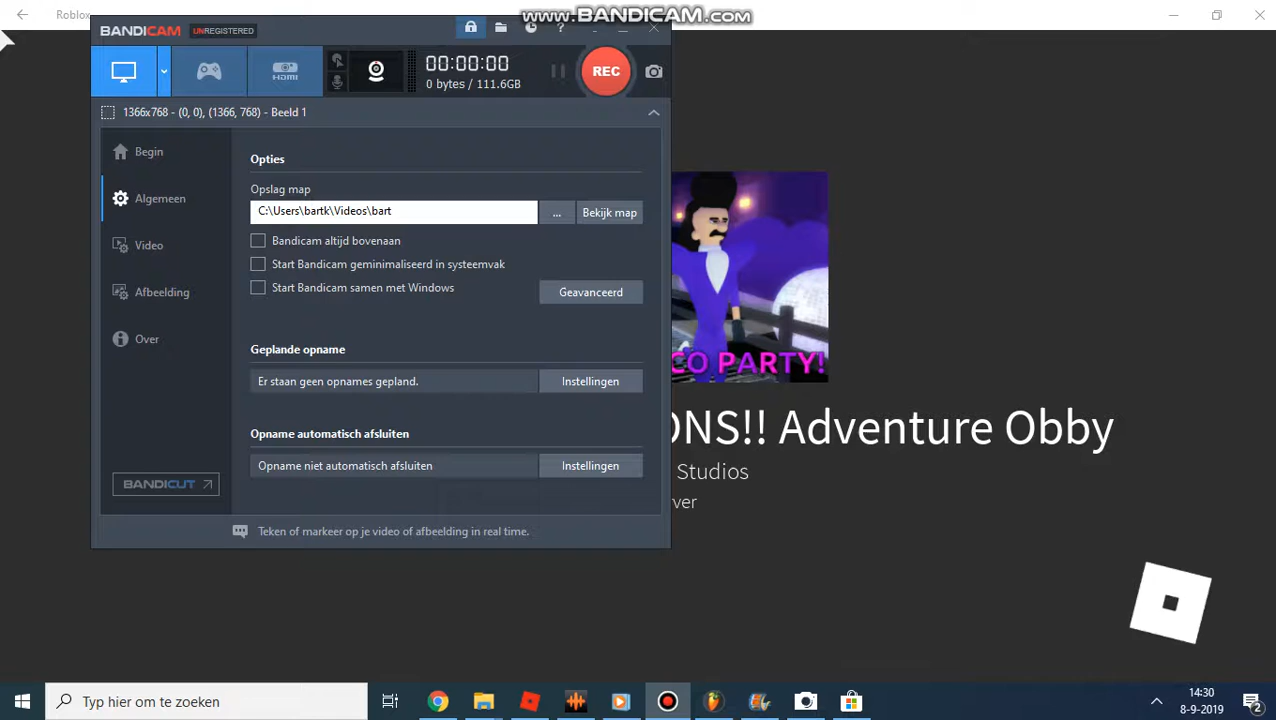 Roblox
www.BANDICAM.com
BANDICAM UNREGISTERED
?
HDMI
00:00:00
0 bytes / 111.6GB
REC
1366x768 - (0, 0), (1366, 768) - Beeld 1
Begin
Algemeen
Video
Afbeelding
Over
BANDICUT
Opties
Opslag map
C:\Users\bartk\Videos\bart
...
Bekijk map
Bandicam altijd bovenaan
Start Bandicam geminimaliseerd in systeemvak
Start Bandicam samen met Windows
Geavanceerd
Geplande opname
Er staan geen opnames gepland.
Instellingen
Opname automatisch afsluiten
Opname niet automatisch afsluiten
Instellingen
Teken of markeer op je video of afbeelding in real time.
CO PARTY!
ONS!! Adventure Obby
Studios
ver
Typ hier om te zoeken
14:30
8-9-2019
2